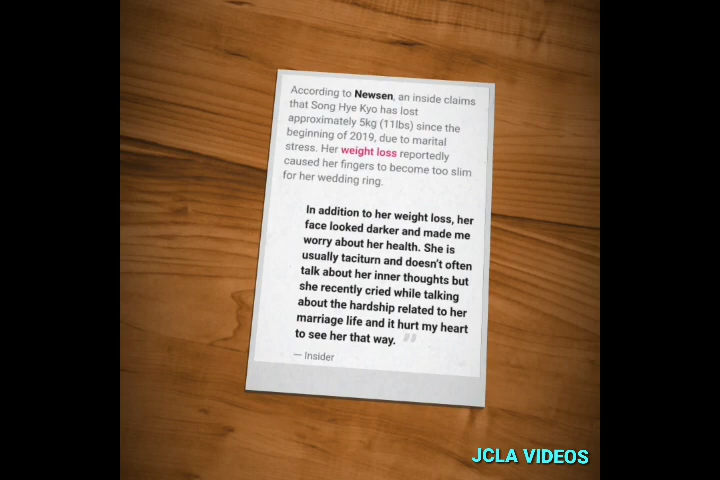 According to Newsen, an inside claims
that Song Hye Kyo has lost
approximately 5kg (11lbs) since the
beginning of 2019, due to marital
stress. Her weight loss reportedly
caused her fingers to become too slim
for her wedding ring.
In addition to her weight loss, her
face looked darker and made me
worry about her health. She is
usually taciturn and doesn't often
talk about her inner thoughts but
she recently cried while talking
about the hardship related to her
marriage life and it hurt my heart
to see her that way. ”
— Insider
JCLA VIDEOS